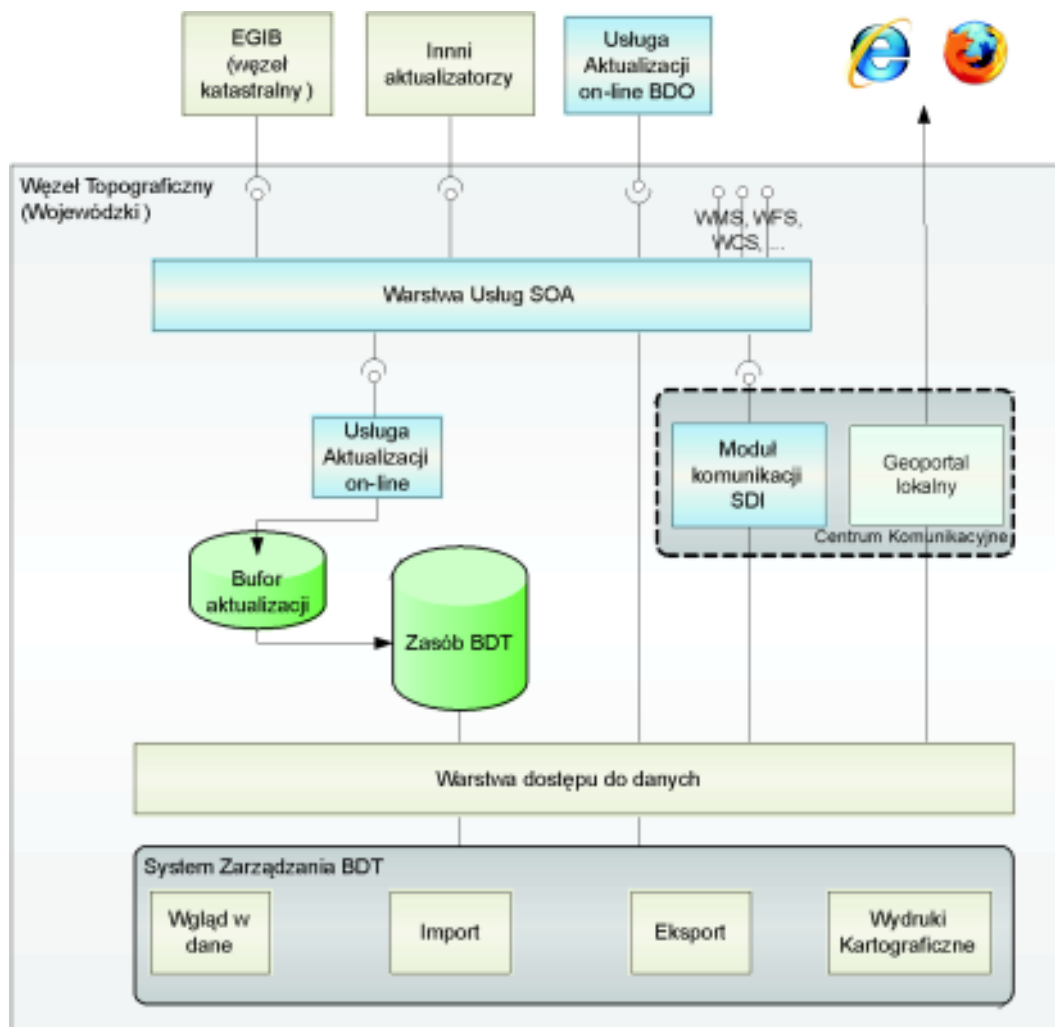 EGIB
(węzeł
katastralny )
Innni
aktualizatorzy
Usługa
Aktualizacji
on-line BDO
Węzeł Topograficzny
(Wojewódzki )
WMS, WFS,
WCS, ...
Warstwa Usług SOA
Usługa
Aktualizacji
on-line
Moduł
komunikacji
SDI
Geoportal
lokalny
Centrum Komunikacyjne
Bufor
aktualizacji
Zasób BDT
Warstwa dostępu do danych
System Zarządzania BDT
Wgląd w
dane
Import
Eksport
Wydruki
Kartograficzne